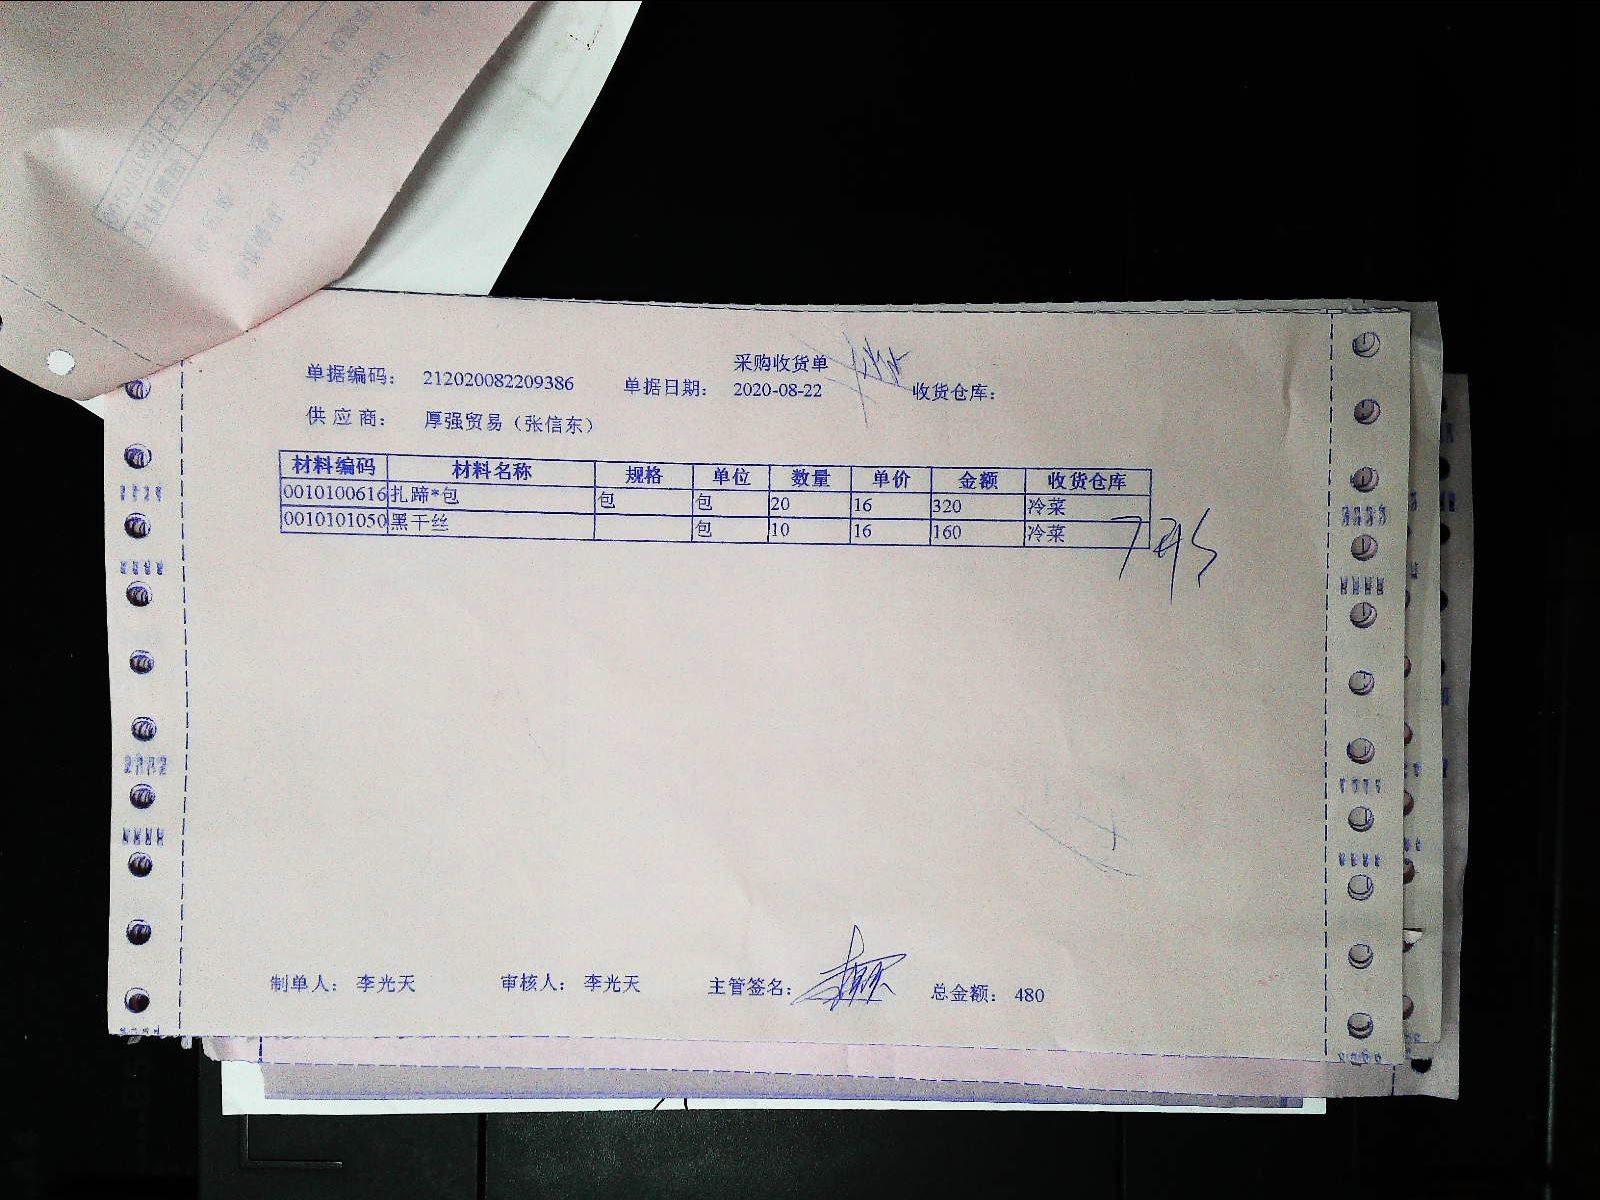 采购收货单
单据编码： 212020082209386 单据日期： 2020-08-22 收货仓库：
供 应 商： 厚强贸易（张信东）
材料编码 材料名称 规格 单位 数量 单价 金额 收货仓库
0010100616 扎蹄*包 包 包 20 16 320 冷菜
0010101050 黑干丝 包 10 16 160 冷菜
制单人： 李光天 审核人： 李光天 主管签名： 总金额： 480